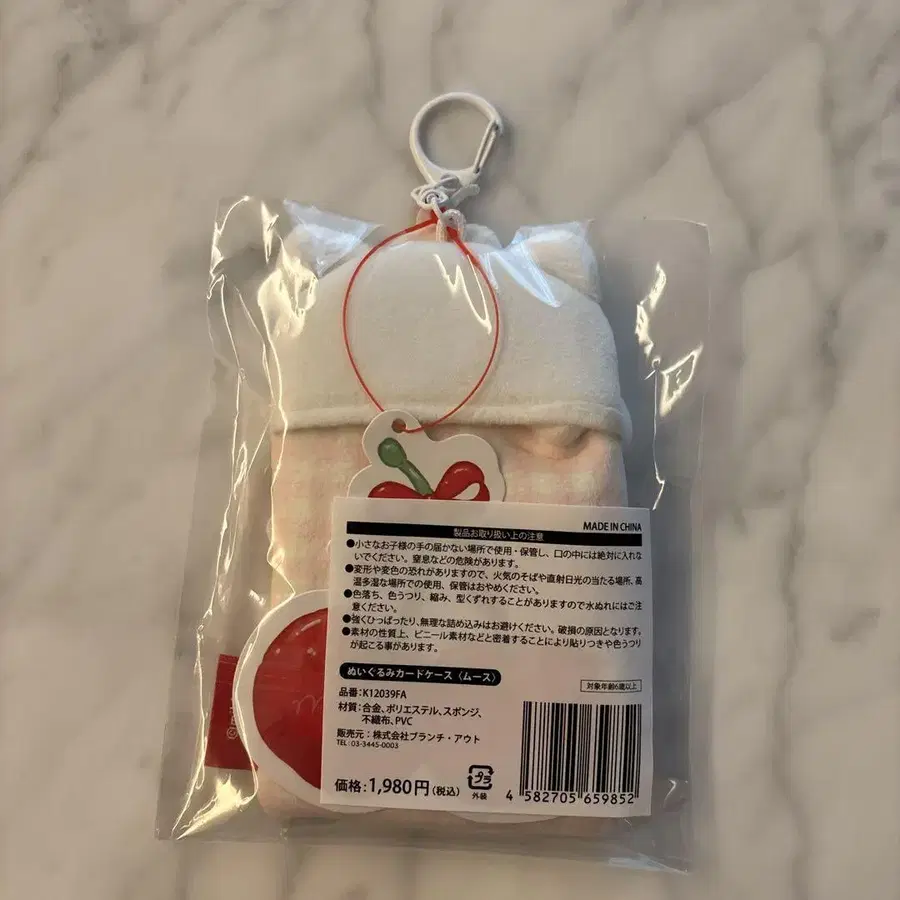 MADE IN CHINA
製品お取り扱い上の注意
●小さなお子様の手の届かない場所で使用・保管し、口の中には絶対に入れな
いでください。窒息などの危険があります。
●変形や変色の恐れがありますので、火気のそばや直射日光の当たる場所、高
温多湿な場所での使用、保管はおやめください。
●色落ち、色うつり、縮み、型くずれすることがありますので水ぬれにはご注
意ください。
●強くひっぱったり、無理な詰め込みはお避けください。破損の原因となります。
●素材の性質上、ビニール素材などと密着することにより貼りつきや色うつり
が起こる事があります。
ぬいぐるみカードケース〈ムース〉
対象年齢6歳以上
品番：K12039FA
材質：合金、ポリエステル、スポンジ、
不織布、PVC
販売元：株式会社ブランチ・アウト
TEL：03-3445-0003
価格：1,980円（税込）
プラ
外装
4 582705 659852